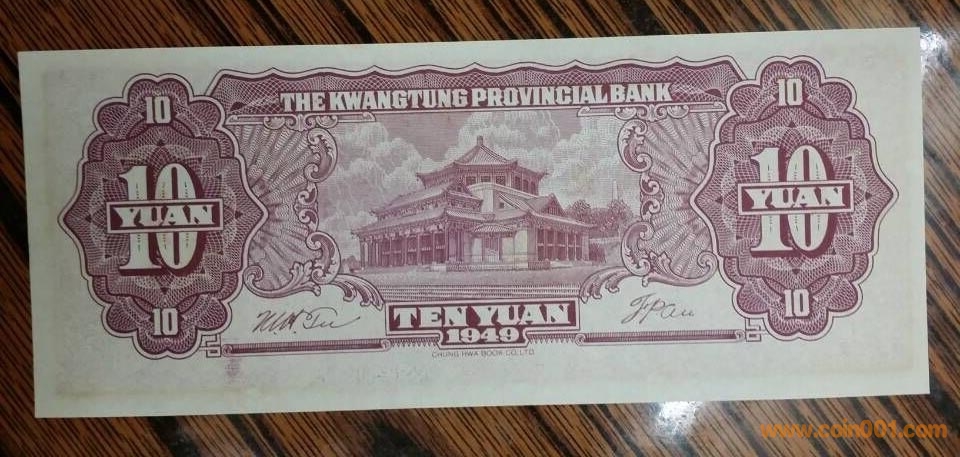 10
10
THE KWANGTUNG PROVINCIAL BANK
10
YUAN
10
YUAN
TEN YUAN
1949
10
10
CHUNG HWA BOOK CO.,LTD
www.coin001.com